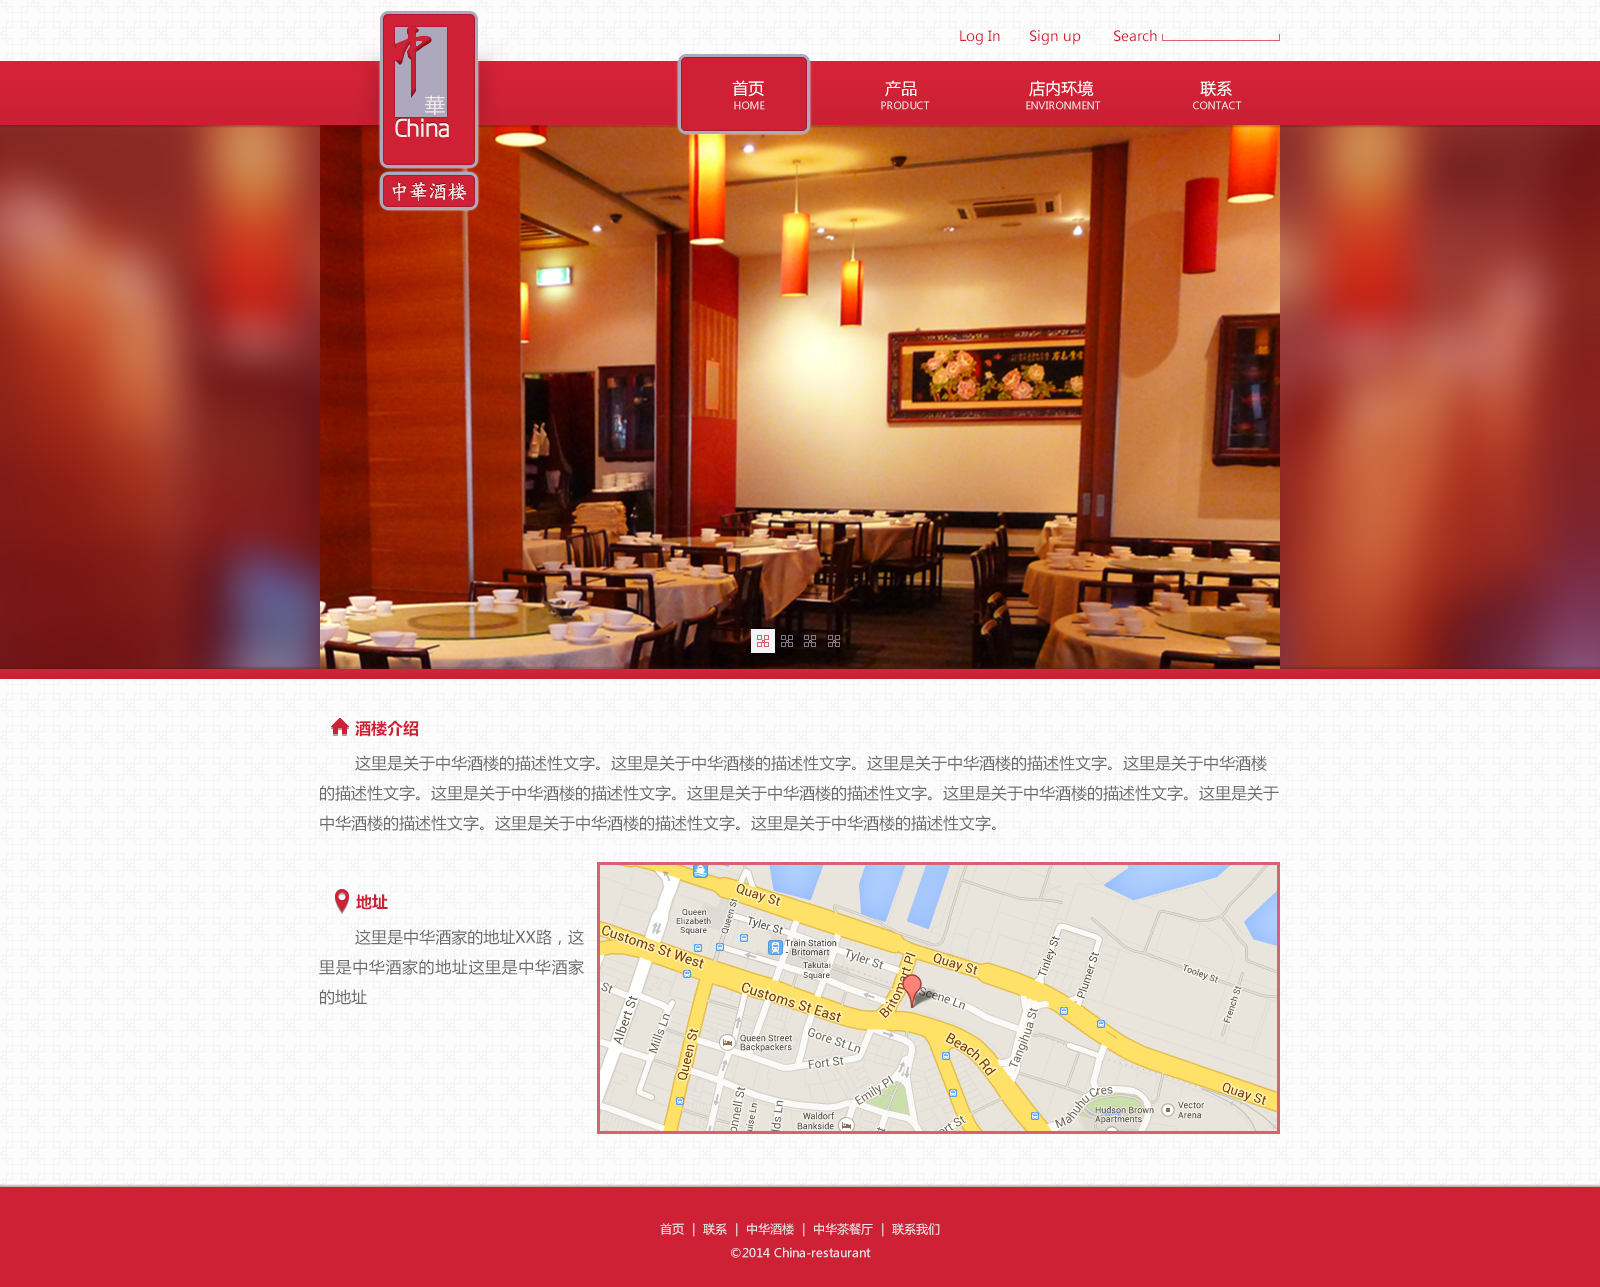 Log In Sign up Search
中
華
China
中華酒楼
首页 产品 店内环境 联系
HOME PRODUCT ENVIRONMENT CONTACT
酒楼介绍
这里是关于中华酒楼的描述性文字。这里是关于中华酒楼的描述性文字。这里是关于中华酒楼的描述性文字。这里是关于中华酒楼
的描述性文字。这里是关于中华酒楼的描述性文字。这里是关于中华酒楼的描述性文字。这里是关于中华酒楼的描述性文字。这里是关于
中华酒楼的描述性文字。这里是关于中华酒楼的描述性文字。这里是关于中华酒楼的描述性文字。
地址
这里是中华酒家的地址XX路，这
里是中华酒家的地址这里是中华酒家
的地址
Quay St
Queen
Elizabeth
Square
Queen St
Tyler St
Customs St West
Train Station
- Britomart
Takutai
Square
Tyler St
Britomart Pl
Quay St
Tinley St
Plumer St
Tooley St
French St
St
Albert St
Mills Ln
Queen St
Customs St East
Scene Ln
Gore St Ln
Queen Street
Backpackers
Fort St
Emily Pl
Beach Rd
Tangihua St
Quay St
Mahuhu Cres
Hudson Brown
Apartments
Vector
Arena
Waldorf
Bankside
首页 | 联系 | 中华酒楼 | 中华茶餐厅 | 联系我们
©2014 China-restaurant